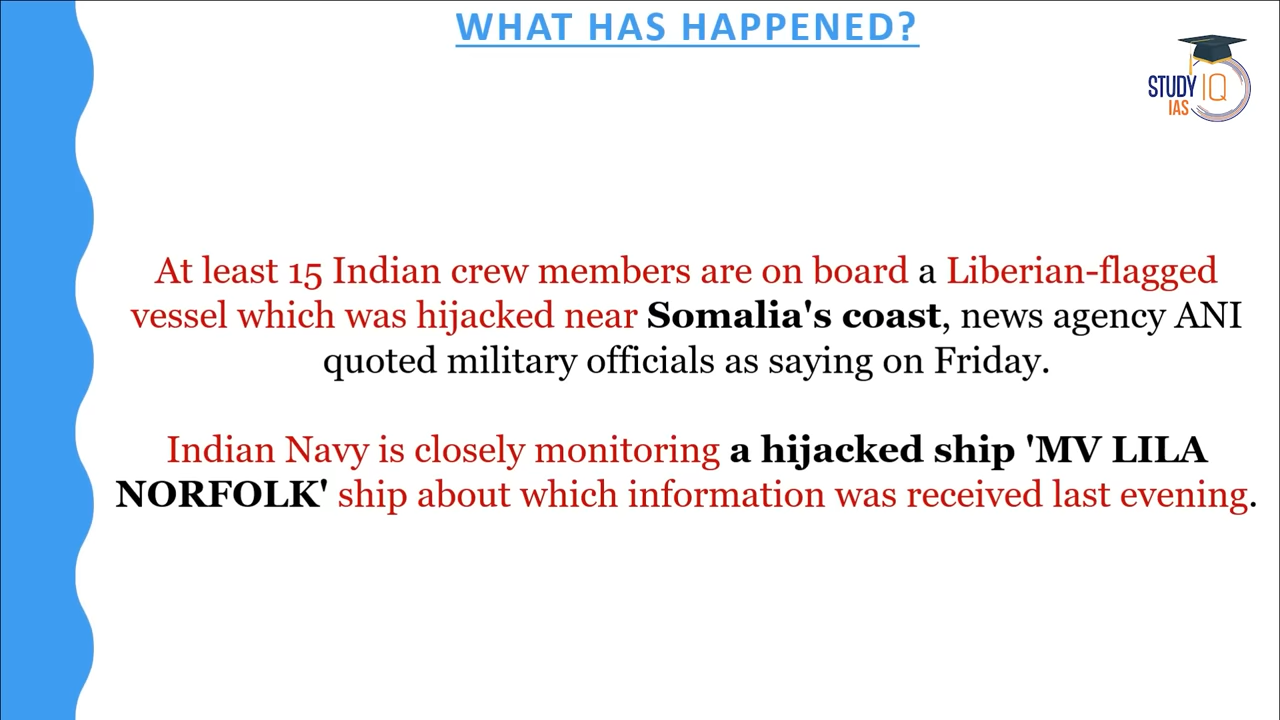 WHAT HAS HAPPENED?
STUDY IQ
IAS
At least 15 Indian crew members are on board a Liberian-flagged
vessel which was hijacked near Somalia's coast, news agency ANI
quoted military officials as saying on Friday.
Indian Navy is closely monitoring a hijacked ship 'MV LILA
NORFOLK' ship about which information was received last evening.